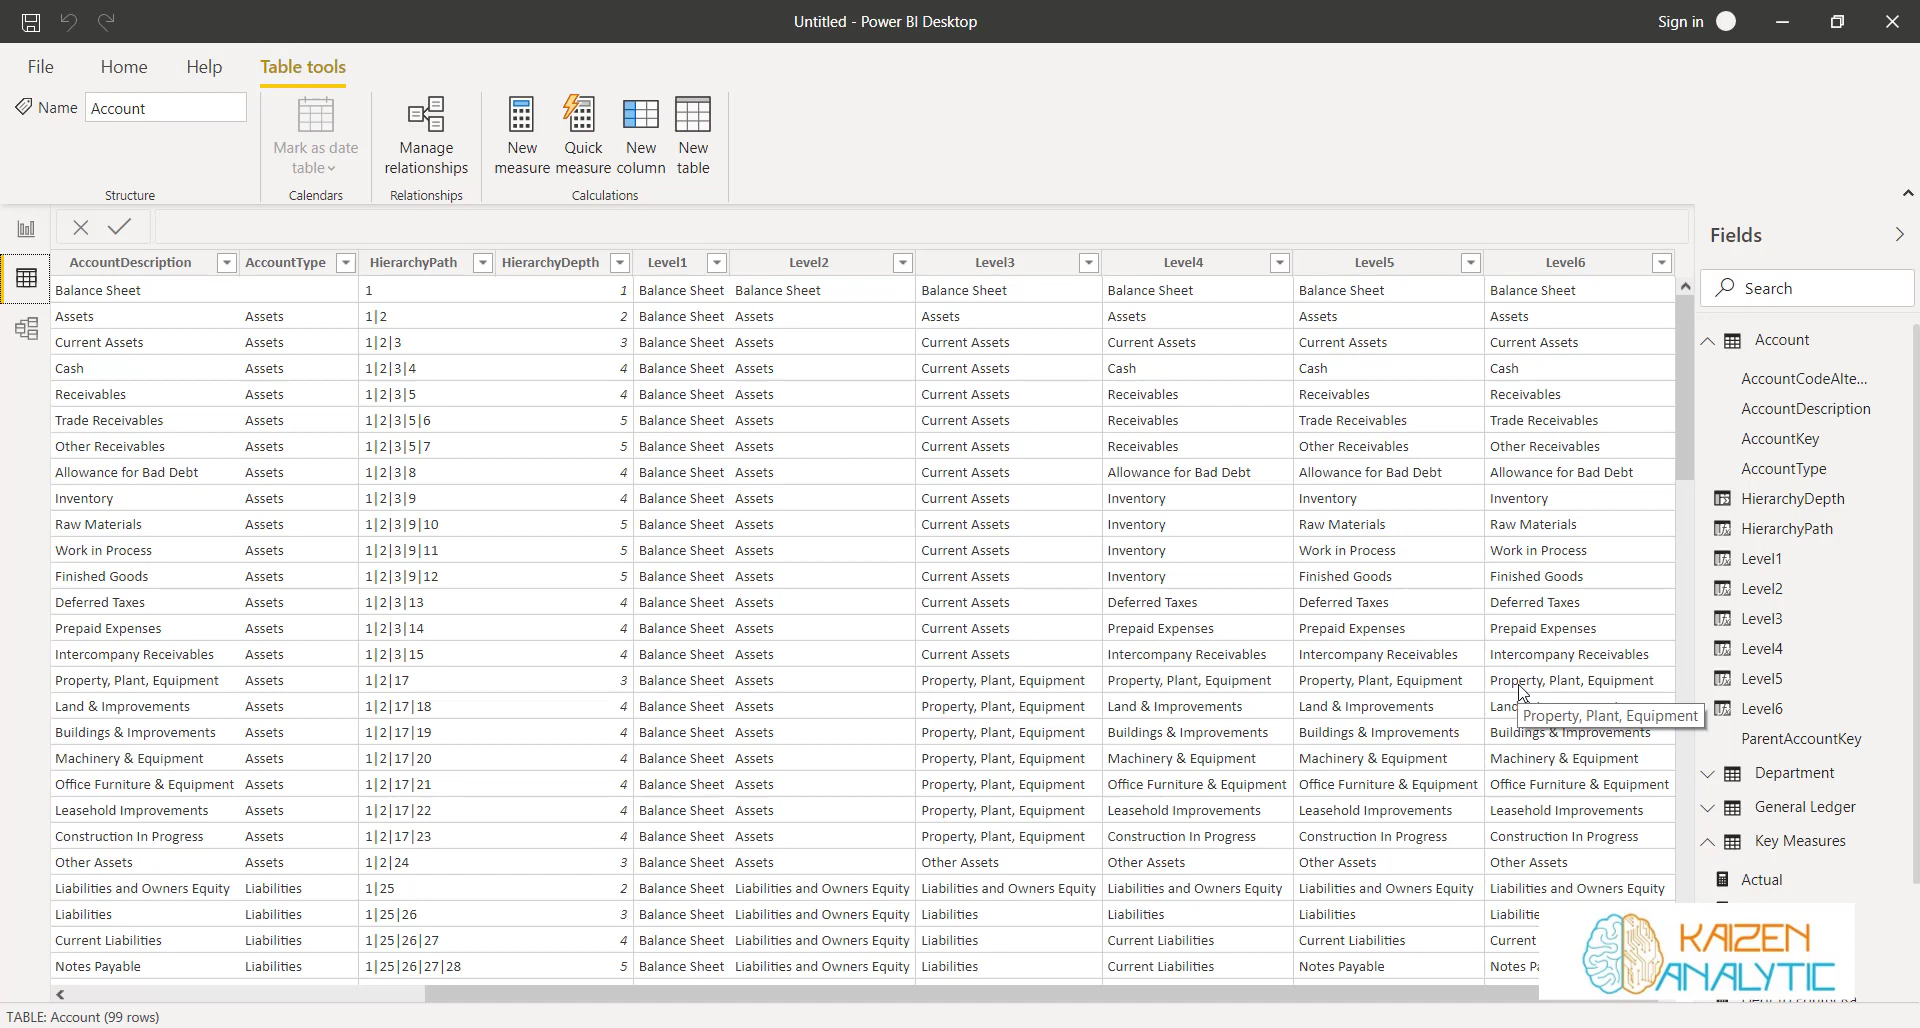 Untitled - Power BI Desktop
Sign in
File Home Help Table tools
Name Account
Mark as date table
Manage relationships
New measure
Quick measure
New column
New table
Structure Calendars Relationships Calculations
Fields
Search
AccountDescription AccountType HierarchyPath HierarchyDepth Level1 Level2 Level3 Level4 Level5 Level6
Balance Sheet 1 1 Balance Sheet Balance Sheet Balance Sheet Balance Sheet Balance Sheet Balance Sheet
Assets Assets 1|2 2 Balance Sheet Assets Assets Assets Assets Assets
Current Assets Assets 1|2|3 3 Balance Sheet Assets Current Assets Current Assets Current Assets Current Assets
Cash Assets 1|2|3|4 4 Balance Sheet Assets Current Assets Cash Cash Cash
Receivables Assets 1|2|3|5 4 Balance Sheet Assets Current Assets Receivables Receivables Receivables
Trade Receivables Assets 1|2|3|5|6 5 Balance Sheet Assets Current Assets Receivables Trade Receivables Trade Receivables
Other Receivables Assets 1|2|3|5|7 5 Balance Sheet Assets Current Assets Receivables Other Receivables Other Receivables
Allowance for Bad Debt Assets 1|2|3|8 4 Balance Sheet Assets Current Assets Allowance for Bad Debt Allowance for Bad Debt Allowance for Bad Debt
Inventory Assets 1|2|3|9 4 Balance Sheet Assets Current Assets Inventory Inventory Inventory
Raw Materials Assets 1|2|3|9|10 5 Balance Sheet Assets Current Assets Inventory Raw Materials Raw Materials
Work in Process Assets 1|2|3|9|11 5 Balance Sheet Assets Current Assets Inventory Work in Process Work in Process
Finished Goods Assets 1|2|3|9|12 5 Balance Sheet Assets Current Assets Inventory Finished Goods Finished Goods
Deferred Taxes Assets 1|2|3|13 4 Balance Sheet Assets Current Assets Deferred Taxes Deferred Taxes Deferred Taxes
Prepaid Expenses Assets 1|2|3|14 4 Balance Sheet Assets Current Assets Prepaid Expenses Prepaid Expenses Prepaid Expenses
Intercompany Receivables Assets 1|2|3|15 4 Balance Sheet Assets Current Assets Intercompany Receivables Intercompany Receivables Intercompany Receivables
Property, Plant, Equipment Assets 1|2|17 3 Balance Sheet Assets Property, Plant, Equipment Property, Plant, Equipment Property, Plant, Equipment Property, Plant, Equipment
Land & Improvements Assets 1|2|17|18 4 Balance Sheet Assets Property, Plant, Equipment Land & Improvements Land & Improvements Land
Property, Plant, Equipment
Buildings & Improvements Assets 1|2|17|19 4 Balance Sheet Assets Property, Plant, Equipment Buildings & Improvements Buildings & Improvements Buildings & Improvements
Machinery & Equipment Assets 1|2|17|20 4 Balance Sheet Assets Property, Plant, Equipment Machinery & Equipment Machinery & Equipment Machinery & Equipment
Office Furniture & Equipment Assets 1|2|17|21 4 Balance Sheet Assets Property, Plant, Equipment Office Furniture & Equipment Office Furniture & Equipment Office Furniture & Equipment
Leasehold Improvements Assets 1|2|17|22 4 Balance Sheet Assets Property, Plant, Equipment Leasehold Improvements Leasehold Improvements Leasehold Improvements
Construction In Progress Assets 1|2|17|23 4 Balance Sheet Assets Property, Plant, Equipment Construction In Progress Construction In Progress Construction In Progress
Other Assets Assets 1|2|24 3 Balance Sheet Assets Other Assets Other Assets Other Assets Other Assets
Liabilities and Owners Equity Liabilities 1|25 2 Balance Sheet Liabilities and Owners Equity Liabilities and Owners Equity Liabilities and Owners Equity Liabilities and Owners Equity Liabilities and Owners Equity
Liabilities Liabilities 1|25|26 3 Balance Sheet Liabilities and Owners Equity Liabilities Liabilities Liabilities Liabilitie
Current Liabilities Liabilities 1|25|26|27 4 Balance Sheet Liabilities and Owners Equity Liabilities Current Liabilities Current Liabilities Current
Notes Payable Liabilities 1|25|26|27|28 5 Balance Sheet Liabilities and Owners Equity Liabilities Current Liabilities Notes Payable Notes
Account
AccountCodeAlte...
AccountDescription
AccountKey
AccountType
HierarchyDepth
HierarchyPath
Level1
Level2
Level3
Level4
Level5
Level6
ParentAccountKey
Department
General Ledger
Key Measures
Actual
KAIZEN
ANALYTIC
TABLE: Account (99 rows)